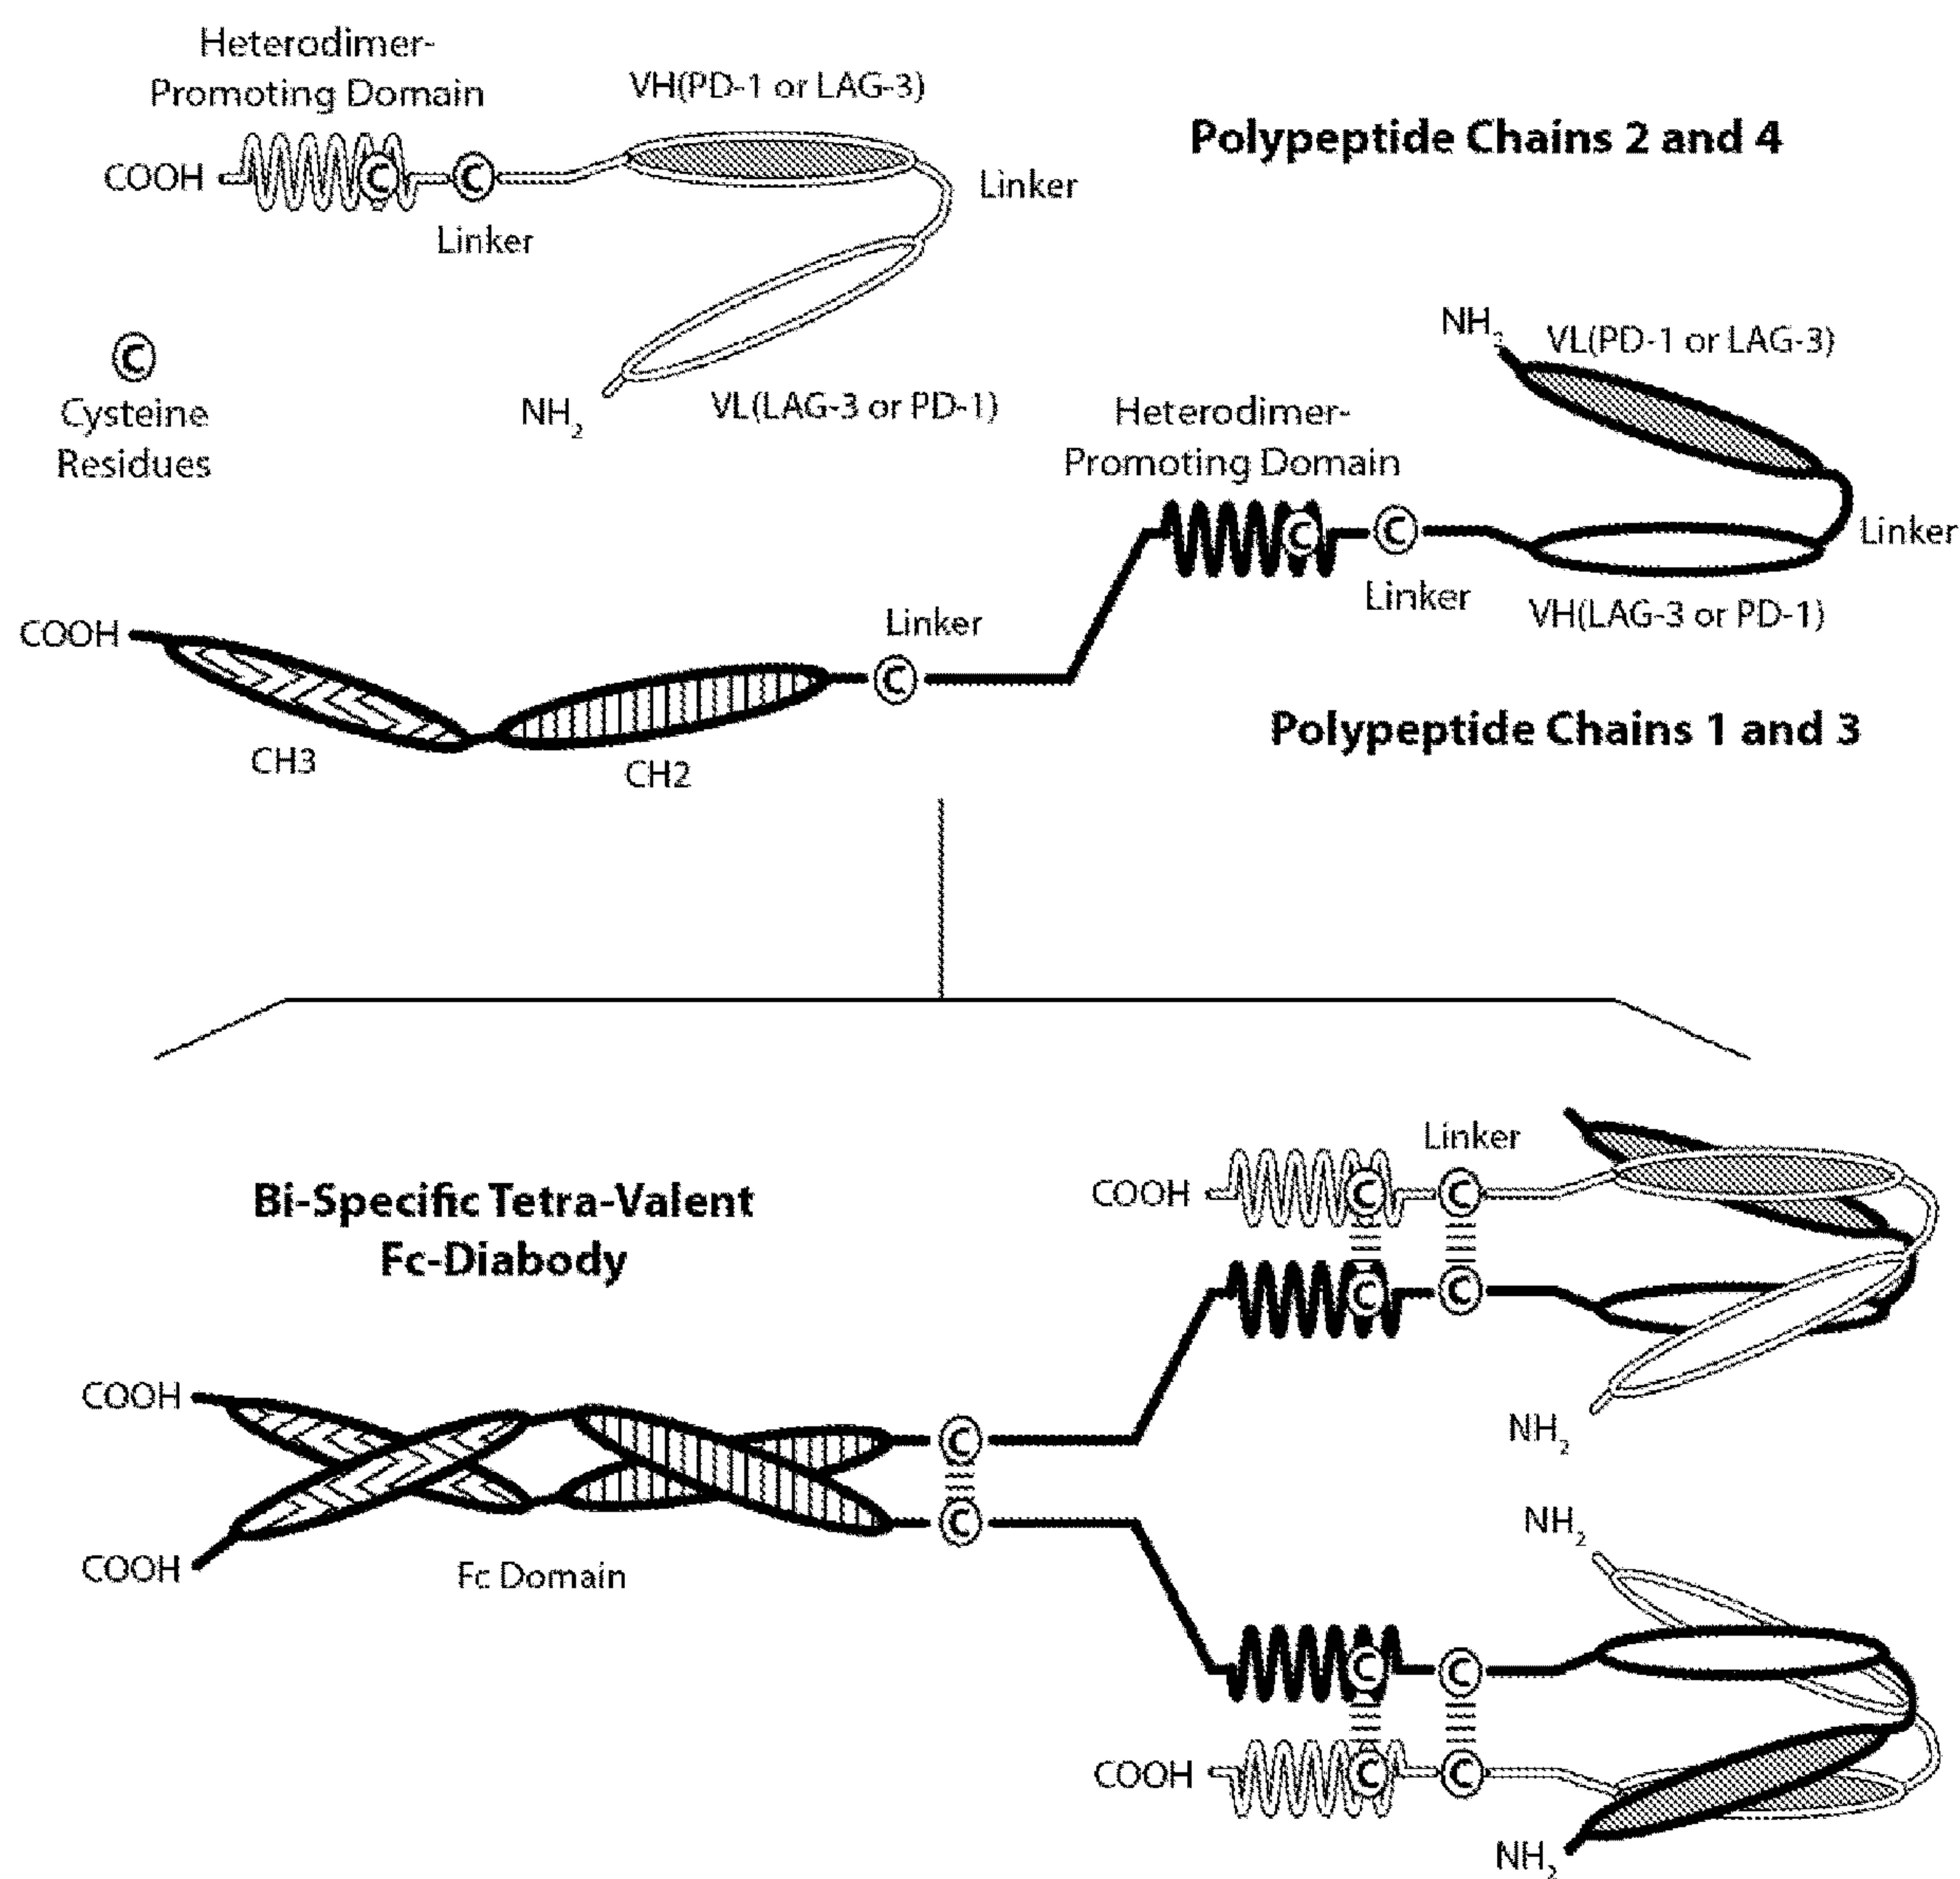 Heterodimer-
Promoting Domain
VH(PD-1 or LAG-3)
Polypeptide Chains 2 and 4
COOH
C
C
Linker
Linker
C
Cysteine
Residues
NH2
VL(LAG-3 or PD-1)
NH2
VL(PD-1 or LAG-3)
Heterodimer-
Promoting Domain
C
C
Linker
Linker
VH(LAG-3 or PD-1)
COOH
Linker
C
CH3
CH2
Polypeptide Chains 1 and 3
Bi-Specific Tetra-Valent
Fc-Diabody
Linker
COOH
C
C
C
C
NH2
COOH
C
C
COOH
Fc Domain
NH2
C
C
COOH
C
C
NH2